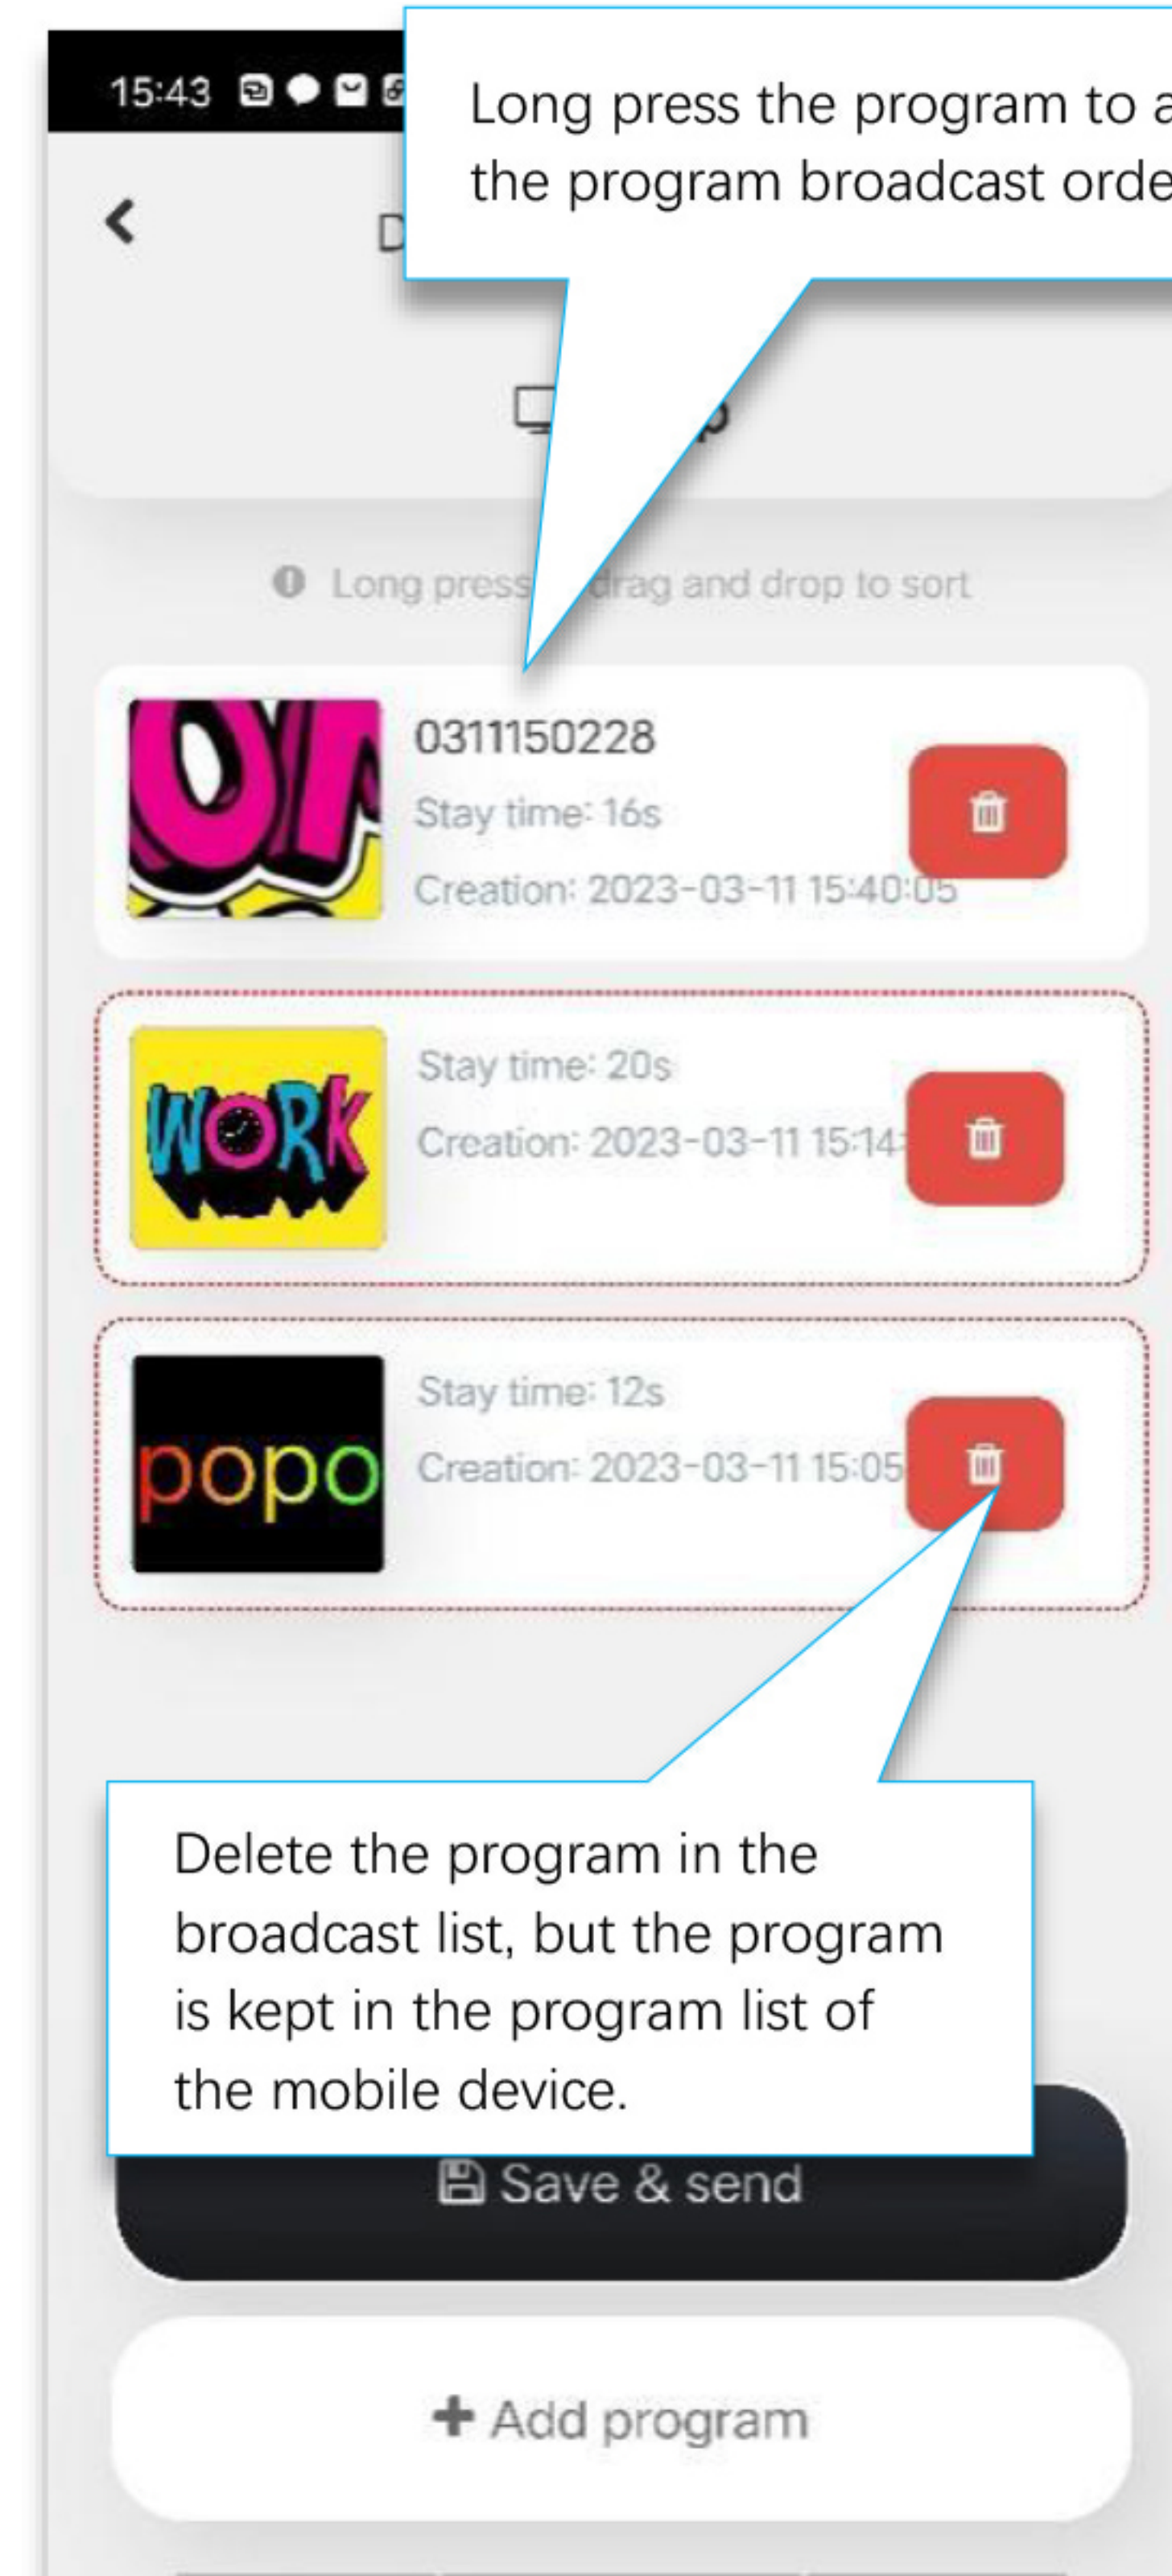 15:43
Long press the program to
the program broadcast
Long press drag and drop to sort
0311150228
Stay time: 16s
Creation: 2023-03-11 15:40:05
WORK
Stay time: 20s
Creation: 2023-03-11 15:14:
popo
Stay time: 12s
Creation: 2023-03-11 15:05
Delete the program in the
broadcast list, but the program
is kept in the program list of
the mobile device.
Save & send
+ Add program